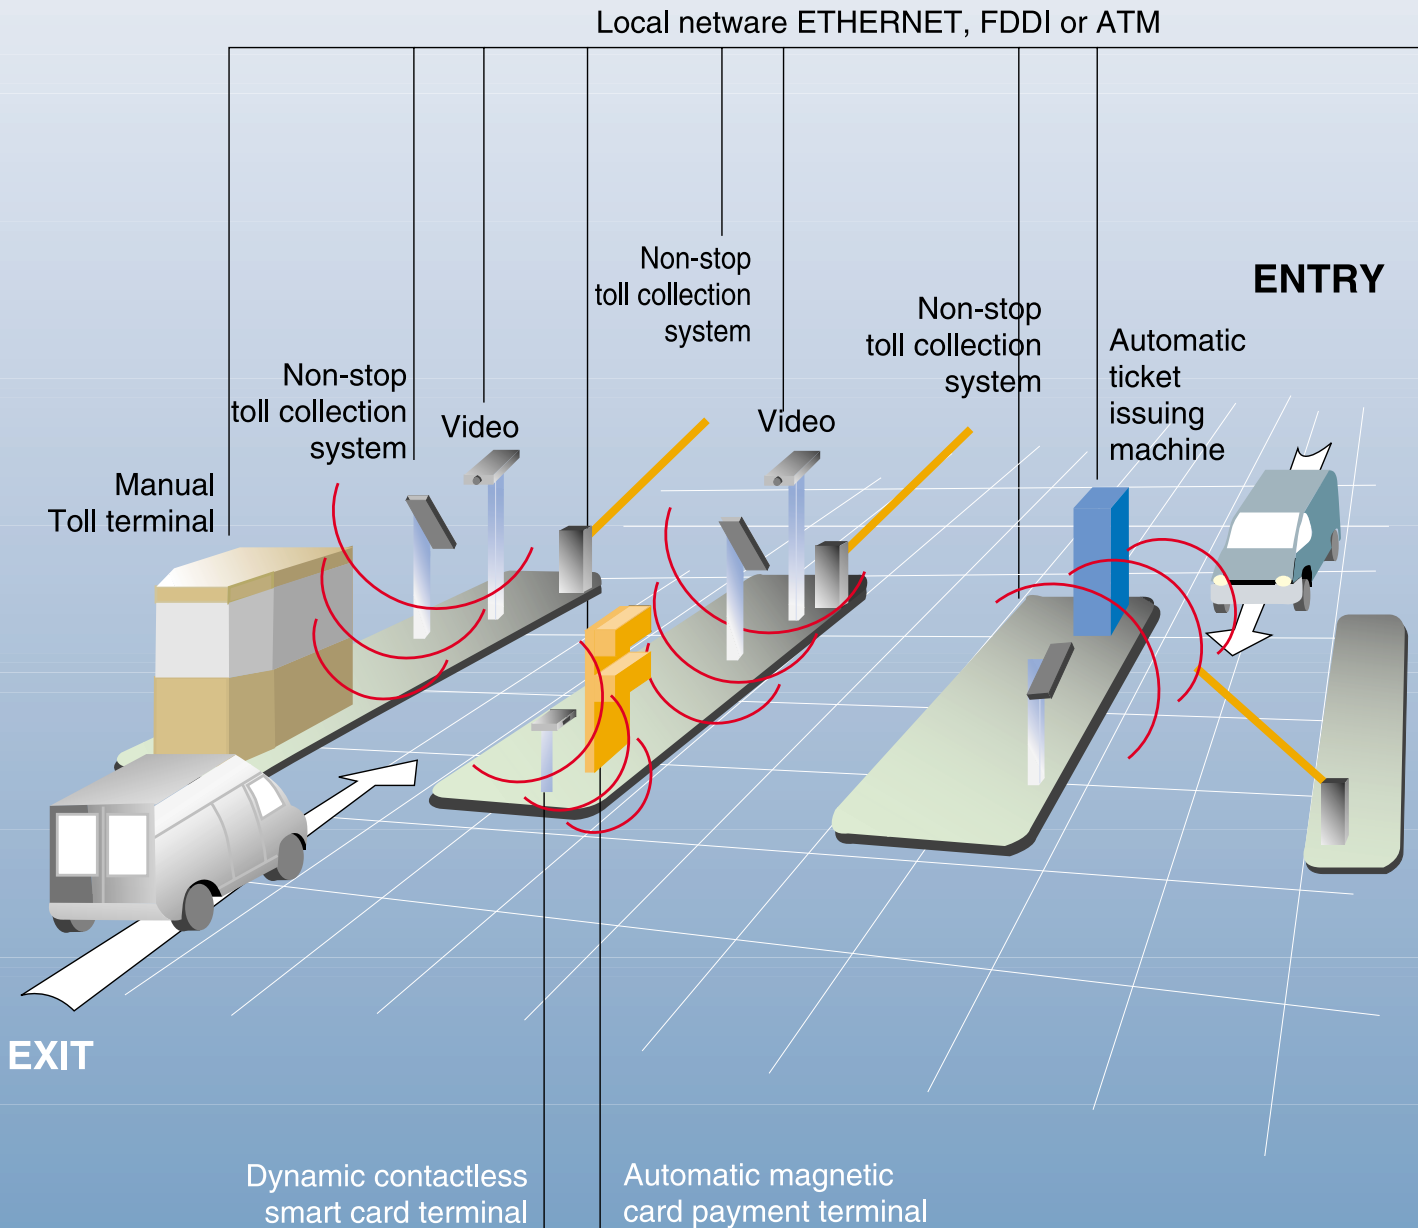 Local netware ETHERNET, FDDI or ATM
Non-stop
toll collection
system
ENTRY
Non-stop
toll collection
system
Automatic
ticket
issuing
machine
Non-stop
toll collection
system
Video
Video
Manual
Toll terminal
EXIT
Dynamic contactless
smart card terminal
Automatic magnetic
card payment terminal